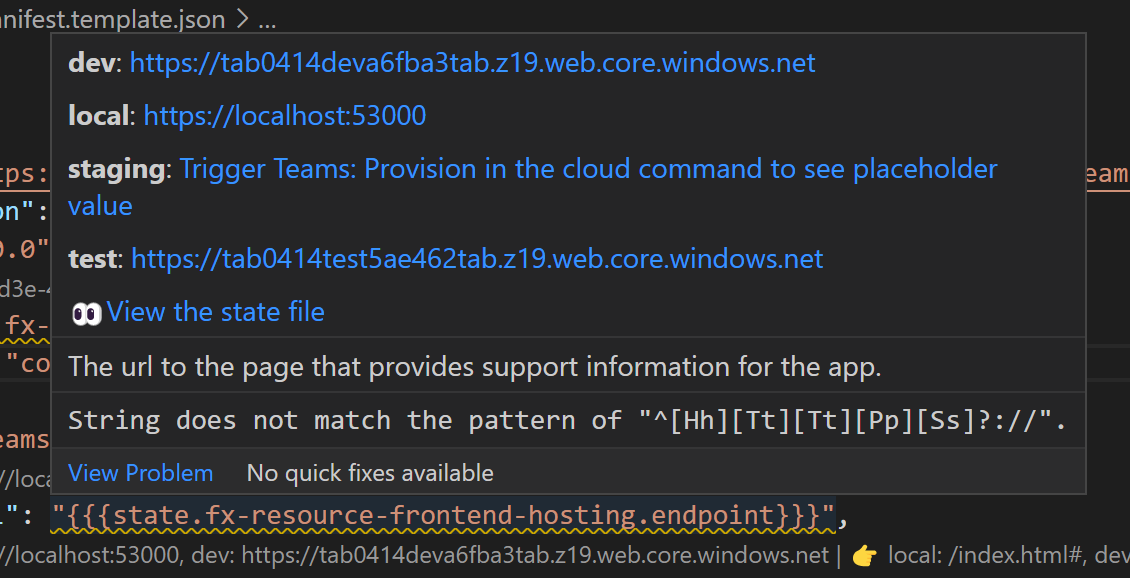 anifest.template.json > ...
dev: https://tab0414deva6fba3tab.z19.web.core.windows.net
local: https://localhost:53000
tps:
staging: Trigger Teams: Provision in the cloud command to see placeholder
eam
on":
value
0.0"
test: https://tab0414test5ae462tab.z19.web.core.windows.net
d3e-4
👀View the state file
fx-
"co
The url to the page that provides support information for the app.
String does not match the pattern of "^[Hh][Tt][Tt][Pp][Ss]?://".
eams
//loca
View Problem No quick fixes available
": "{{{state.fx-resource-frontend-hosting.endpoint}}}",
//localhost:53000, dev: https://tab0414deva6fba3tab.z19.web.core.windows.net | 👉 local: /index.html#, dev